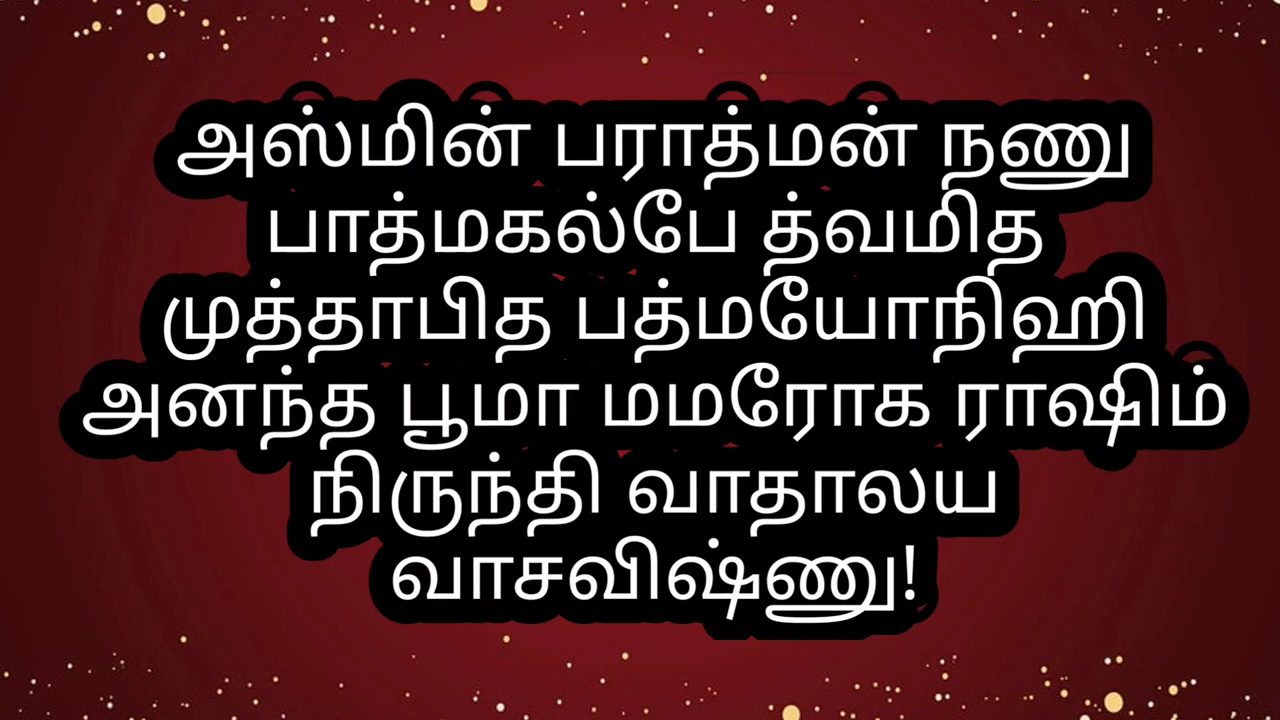 அஸ்மின் பராத்மன் நணு
பாத்மகல்பே த்வமித
முத்தாபித பத்மயோநிஹி
அனந்த பூமா மமரோக ராஷிம்
நிருந்தி வாதாலய
வாசவிஷ்ணு!